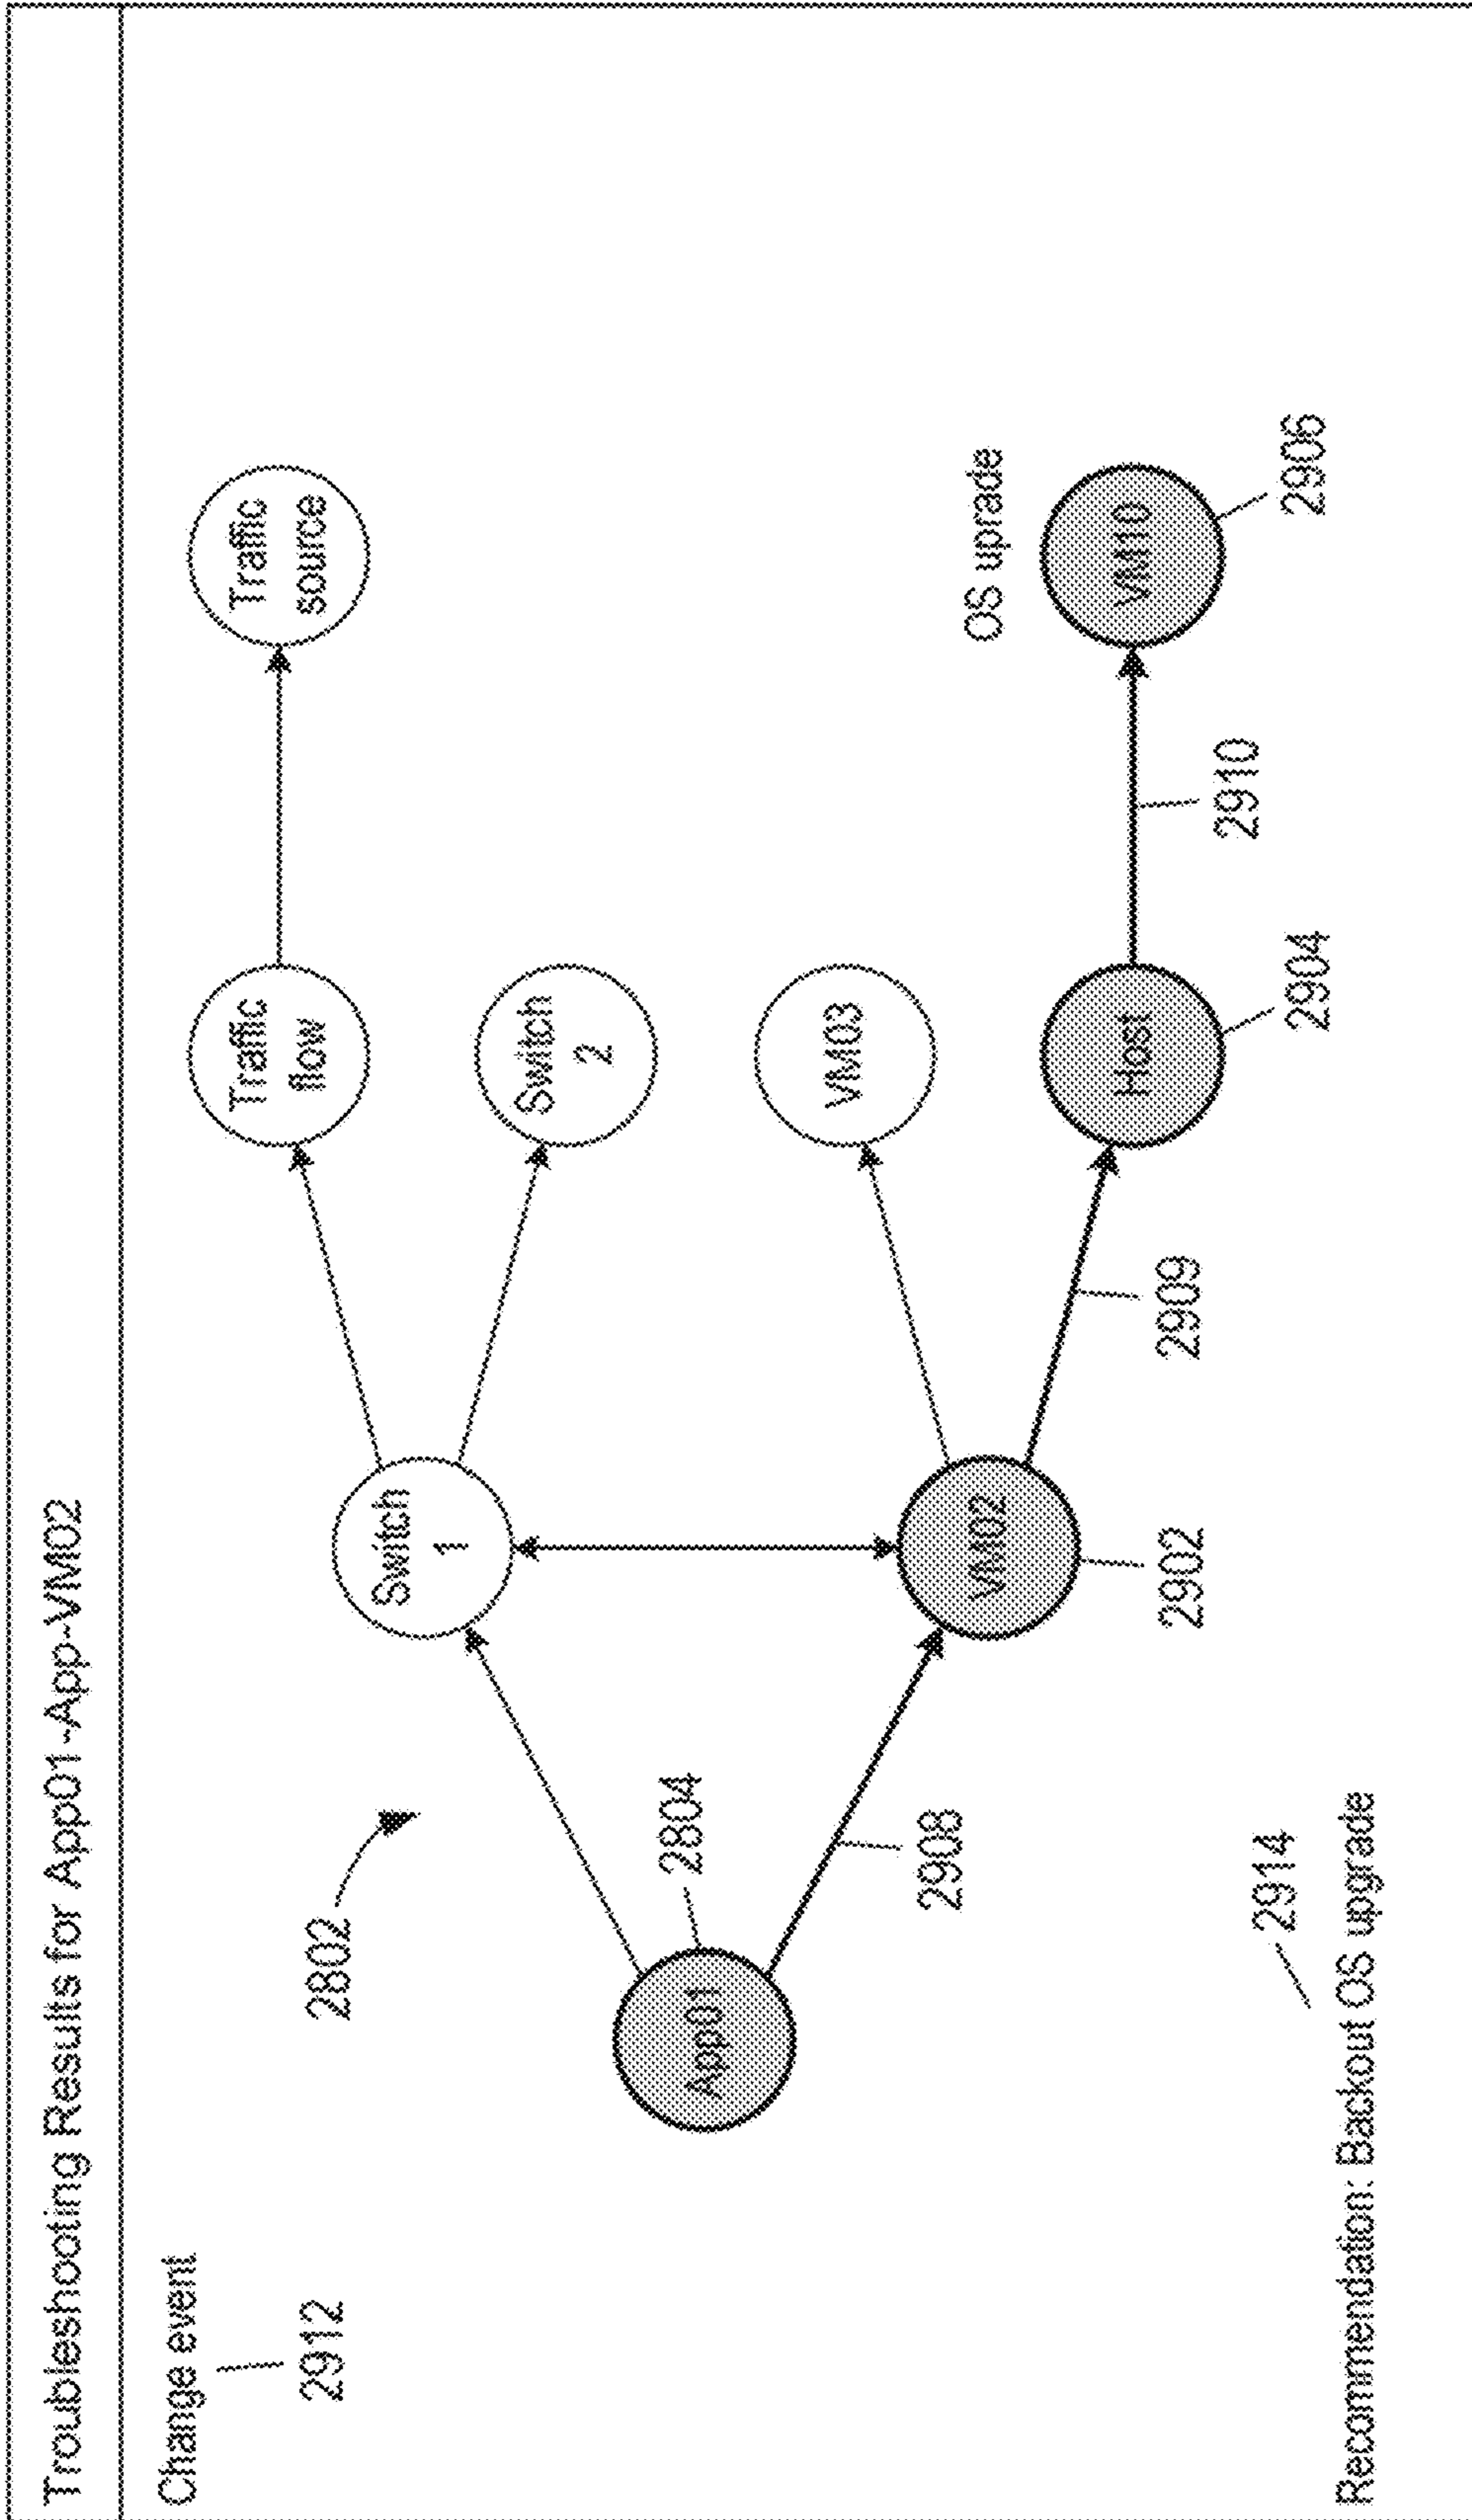 Troubleshooting Results for App01-App-VM02
Change event
2912
2802
Traffic
flow
Traffic
source
Switch
1
Switch
2
2804
App01
VM03
2908
VM02
2902
2909
OS uprade
Host
2904
2910
VM10
2906
2914
Recommendation: Backout OS upgrade